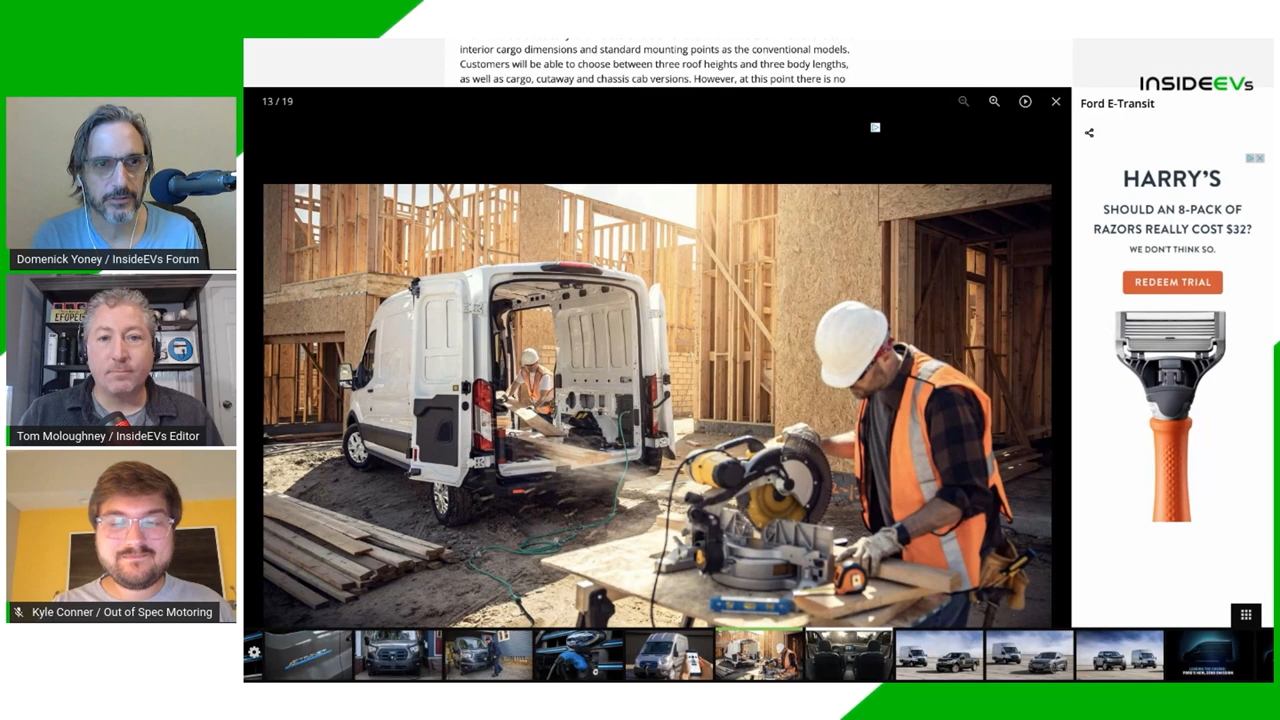 interior cargo dimensions and standard mounting points as the conventional models.
Customers will be able to choose between three roof heights and three body lengths,
as well as cargo, cutaway and chassis cab versions. However, at this point there is no
INSIDEEVs
13 / 19
Ford E-Transit
HARRY'S
SHOULD AN 8-PACK OF
RAZORS REALLY COST $32?
WE DON'T THINK SO.
REDEEM TRIAL
Domenick Yoney / InsideEVs Forum
Tom Moloughney / InsideEVs Editor
Kyle Conner / Out of Spec Motoring